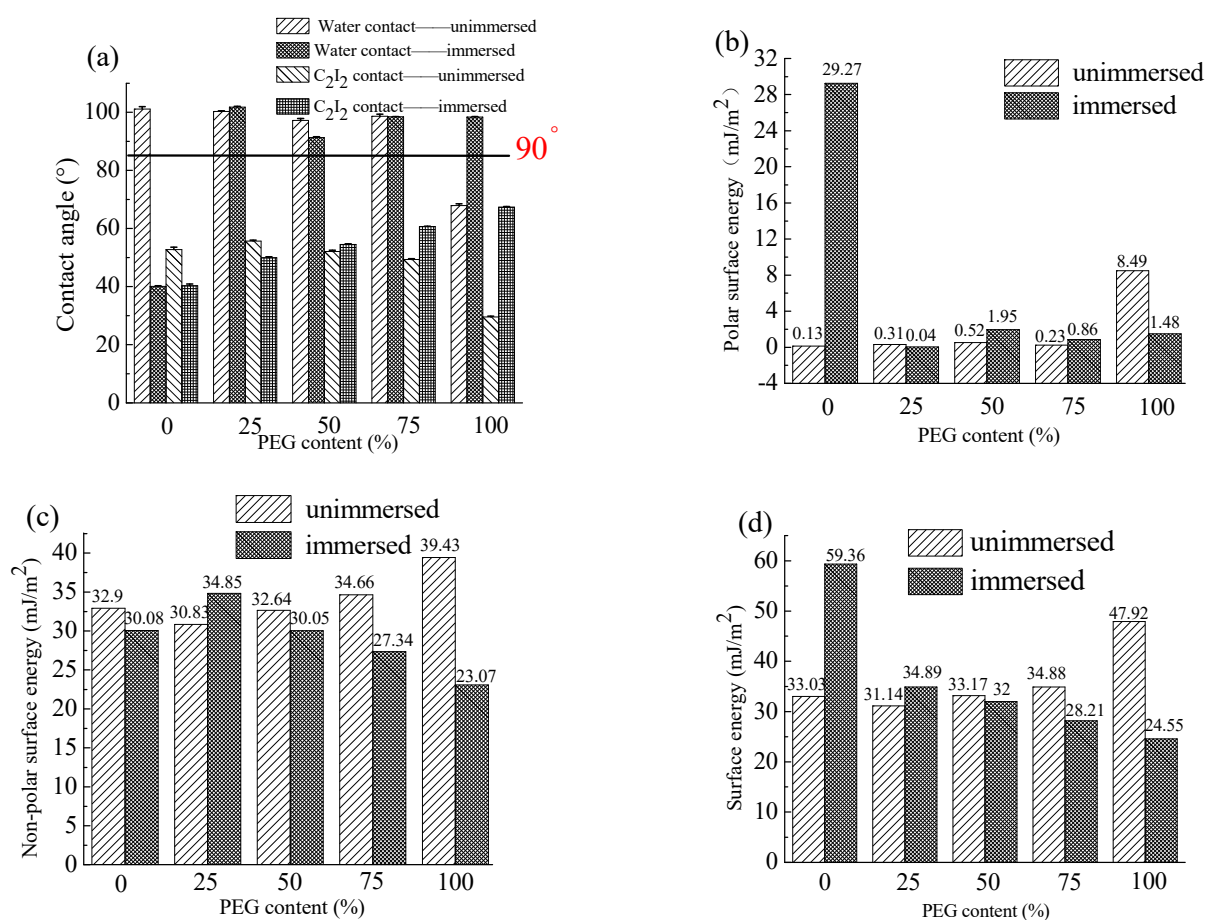 (a)
Water contact——unimmersed
Water contact——immersed
C2I2 contact——unimmersed
C2I2 contact——immersed
90°
Contact angle (°)
100
80
60
40
20
0
0 25 50 75 100
PEG content (%)
(b)
unimmersed
immersed
Polar surface energy（mJ/m²）
32
28
24
20
16
12
8
4
0
-4
0.13 29.27 0.31 0.04 0.52 1.95 0.23 0.86 8.49 1.48
0 25 50 75 100
PEG content (%)
(c)
unimmersed
immersed
Non-polar surface energy (mJ/m²)
40
35
30
25
20
15
10
5
0
32.9 30.08 30.83 34.85 32.64 30.05 34.66 27.34 39.43 23.07
0 25 50 75 100
PEG content (%)
(d)
unimmersed
immersed
Surface energy (mJ/m²)
60
50
40
30
20
10
0
33.03 59.36 31.14 34.89 33.17 32 34.88 28.21 47.92 24.55
0 25 50 75 100
PEG content (%)